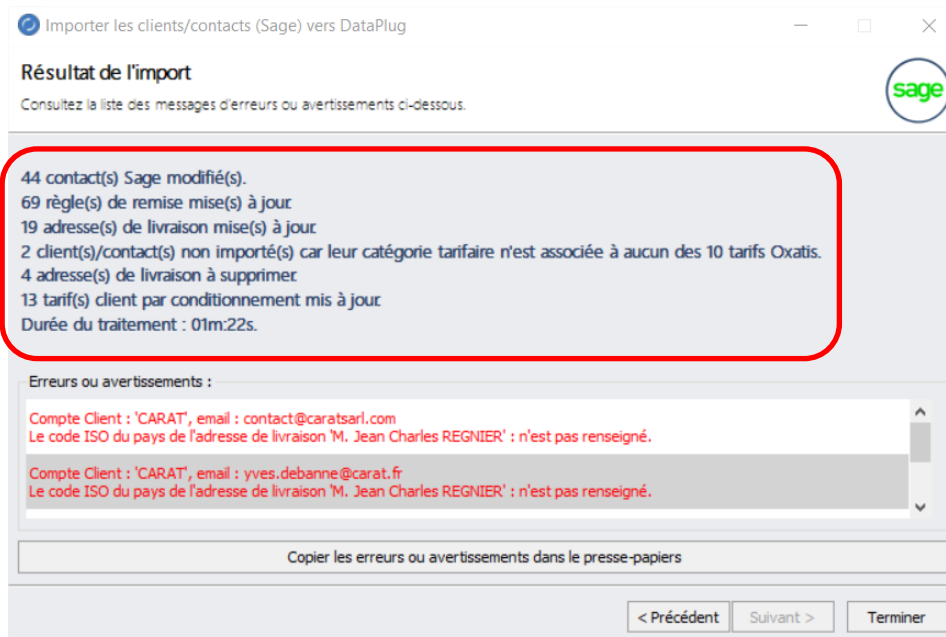 Importer les clients/contacts (Sage) vers DataPlug
Résultat de l'import
Consultez la liste des messages d'erreurs ou avertissements ci-dessous.
sage
44 contact(s) Sage modifié(s).
69 règle(s) de remise mise(s) à jour.
19 adresse(s) de livraison mise(s) à jour.
2 client(s)/contact(s) non importé(s) car leur catégorie tarifaire n'est associée à aucun des 10 tarifs Oxatis.
4 adresse(s) de livraison à supprimer.
13 tarif(s) client par conditionnement mis à jour.
Durée du traitement : 01m:22s.
Erreurs ou avertissements :
Compte Client : 'CARAT', email : contact@caratsarl.com
Le code ISO du pays de l'adresse de livraison 'M. Jean Charles REGNIER' : n'est pas renseigné.
Compte Client : 'CARAT', email : yves.debanne@carat.fr
Le code ISO du pays de l'adresse de livraison 'M. Jean Charles REGNIER' : n'est pas renseigné.
Copier les erreurs ou avertissements dans le presse-papiers
< Précédent Suivant > Terminer